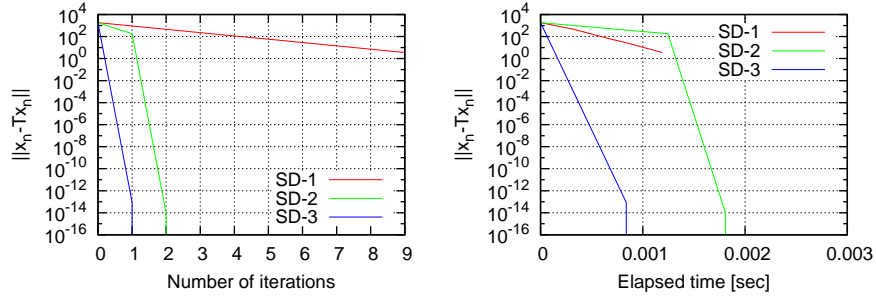 10^4
10^2
10^0
10^-2
10^-4
10^-6
10^-8
10^-10
10^-12
10^-14
10^-16
||x_n-Tx_n||
SD-1
SD-2
SD-3
0 1 2 3 4 5 6 7 8 9
Number of iterations
10^4
10^2
10^0
10^-2
10^-4
10^-6
10^-8
10^-10
10^-12
10^-14
10^-16
||x_n-Tx_n||
SD-1
SD-2
SD-3
0 0.001 0.002 0.003
Elapsed time [sec]